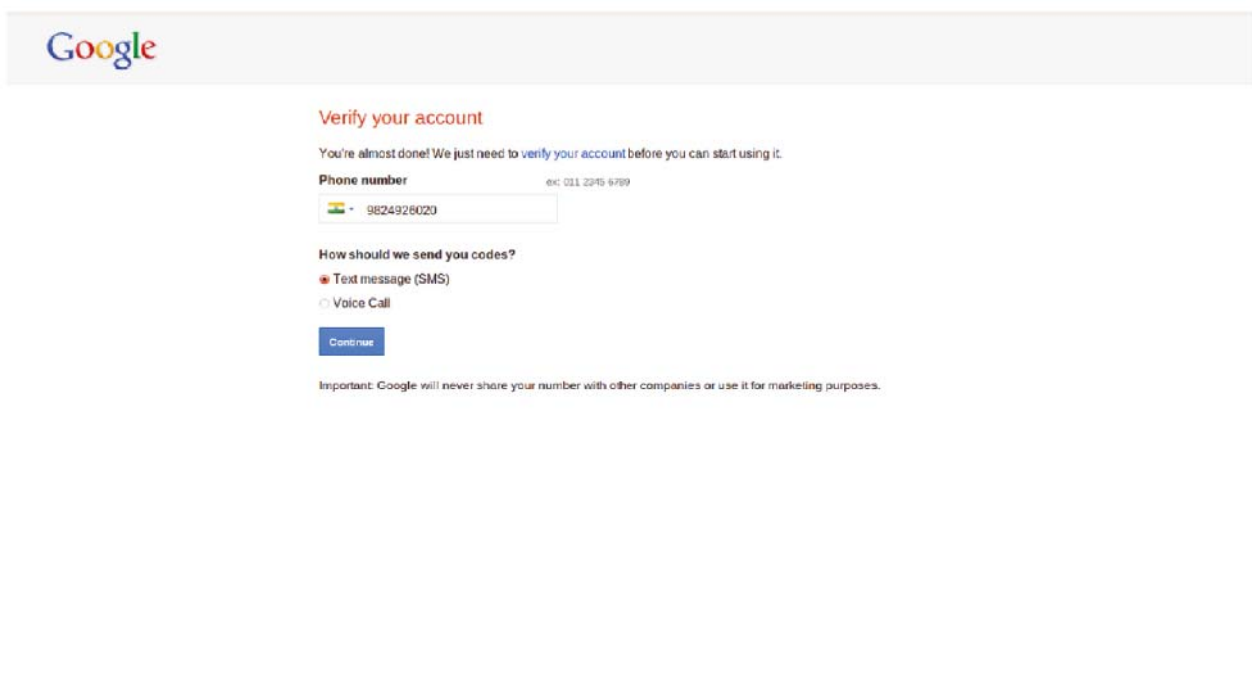 Google
Verify your account
You're almost done! We just need to verify your account before you can start using it.
Phone number ex: 011 2345 6789
9824926020
How should we send you codes?
Text message (SMS)
Voice Call
Continue
Important: Google will never share your number with other companies or use it for marketing purposes.